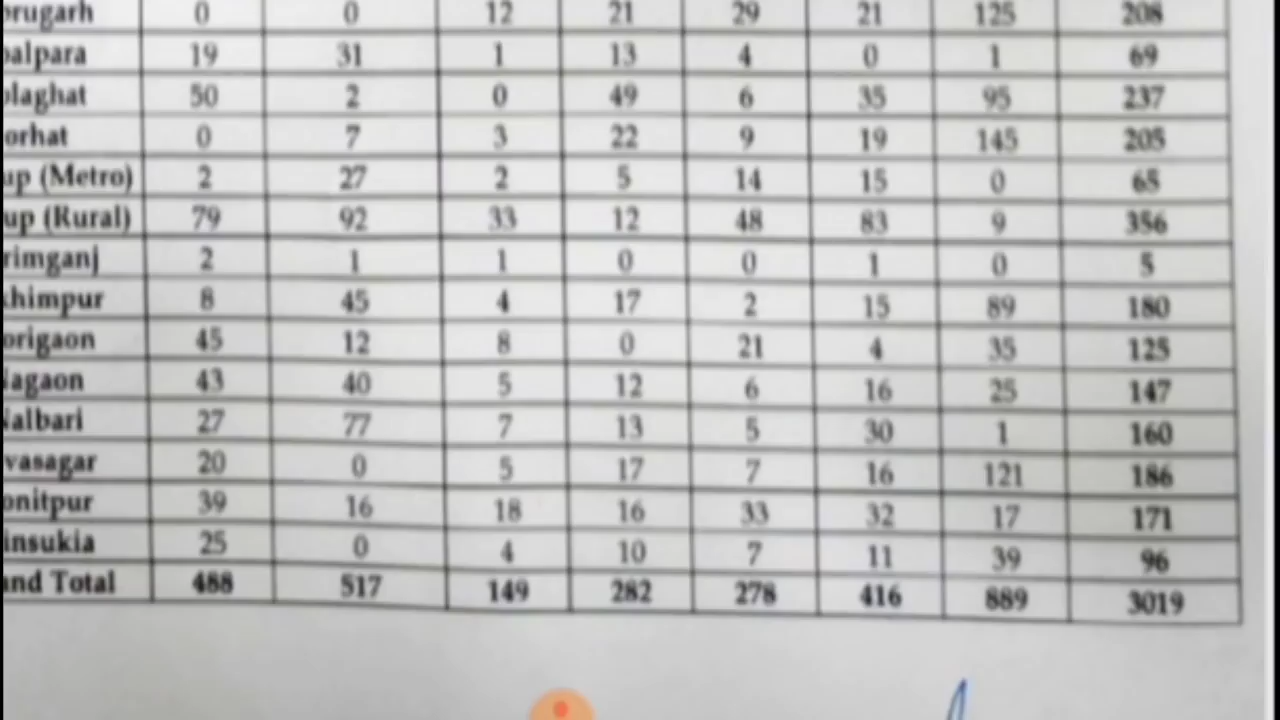 brugarh 0 0 12 21 29 21 125 208
balpara 19 31 1 13 4 0 1 69
olaghat 50 2 0 49 6 35 95 237
orhat 0 7 3 22 9 19 145 205
up (Metro) 2 27 2 5 14 15 0 65
up (Rural) 79 92 33 12 48 83 9 356
rimganj 2 1 1 0 0 1 0 5
khimpur 8 45 4 17 2 15 89 180
origaon 45 12 8 0 21 4 35 125
Nagaon 43 40 5 12 6 16 25 147
Nalbari 27 77 7 13 5 30 1 160
vasagar 20 0 5 17 7 16 121 186
onitpur 39 16 18 16 33 32 17 171
insukia 25 0 4 10 7 11 39 96
and Total 488 517 149 282 278 416 889 3019